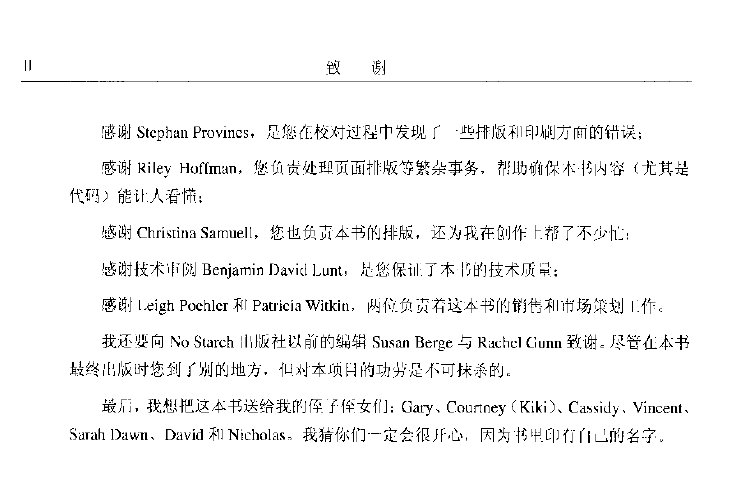 II
致 谢
感谢 Stephan Provines，是您在校对过程中发现了一些排版和印刷方面的错误；
感谢 Riley Hoffman，您负责处理页面排版等繁杂事务，帮助确保本书内容（尤其是
代码）能让人看懂；
感谢 Christina Samuell，您也负责本书的排版，还为我在创作上帮了不少忙；
感谢技术审阅 Benjamin David Lunt，是您保证了本书的技术质量；
感谢 Leigh Poehler 和 Patricia Witkin，两位负责着这本书的销售和市场策划工作。
我还要向 No Starch 出版社以前的编辑 Susan Berge 与 Rachel Gunn 致谢。尽管在本书
最终出版时您到了别的地方，但对本项目的功劳是不可抹杀的。
最后，我想把这本书送给我的侄子侄女们：Gary、Courtney（Kiki）、Cassidy、Vincent、
Sarah Dawn、David 和 Nicholas。我猜你们一定会很开心，因为书里印有自己的名字。